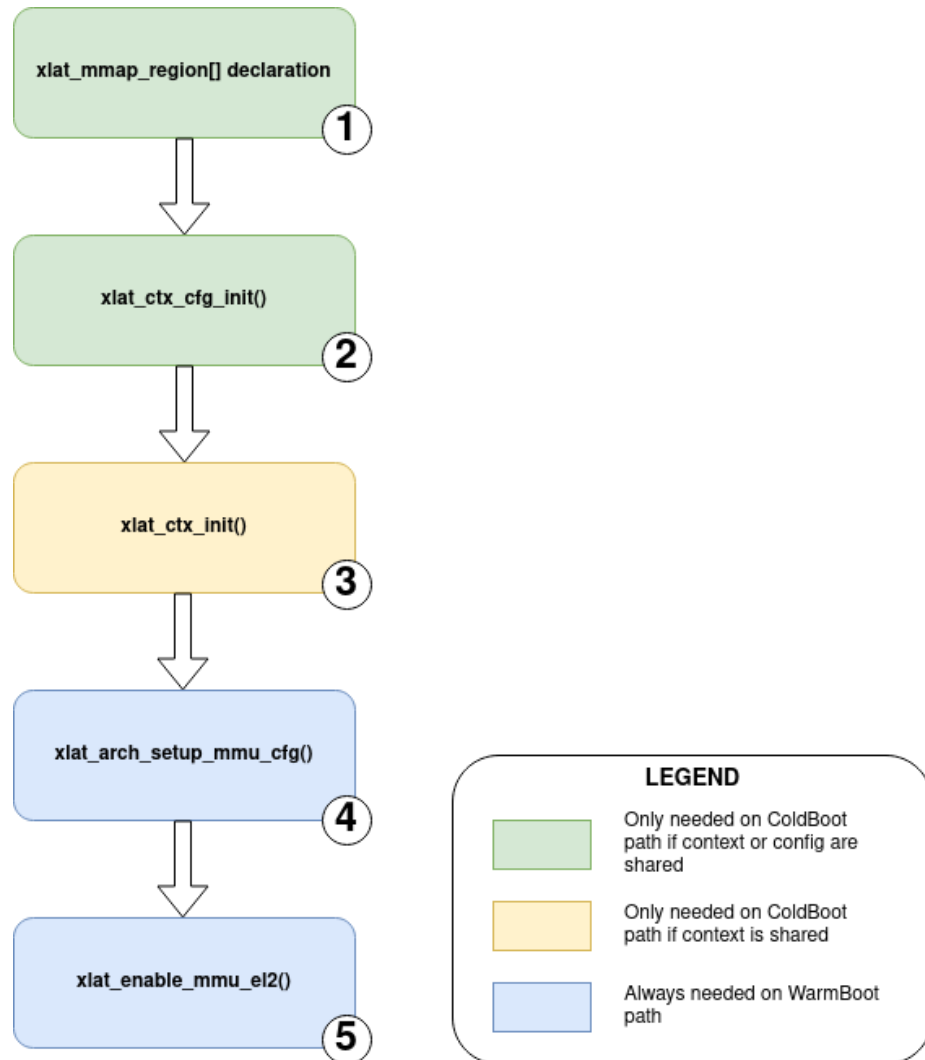 xlat_mmap_region[] declaration
1
xlat_ctx_cfg_init()
2
xlat_ctx_init()
3
xlat_arch_setup_mmu_cfg()
4
xlat_enable_mmu_el2()
5
LEGEND
Only needed on ColdBoot
path if context or config are
shared
Only needed on ColdBoot
path if context is shared
Always needed on WarmBoot
path